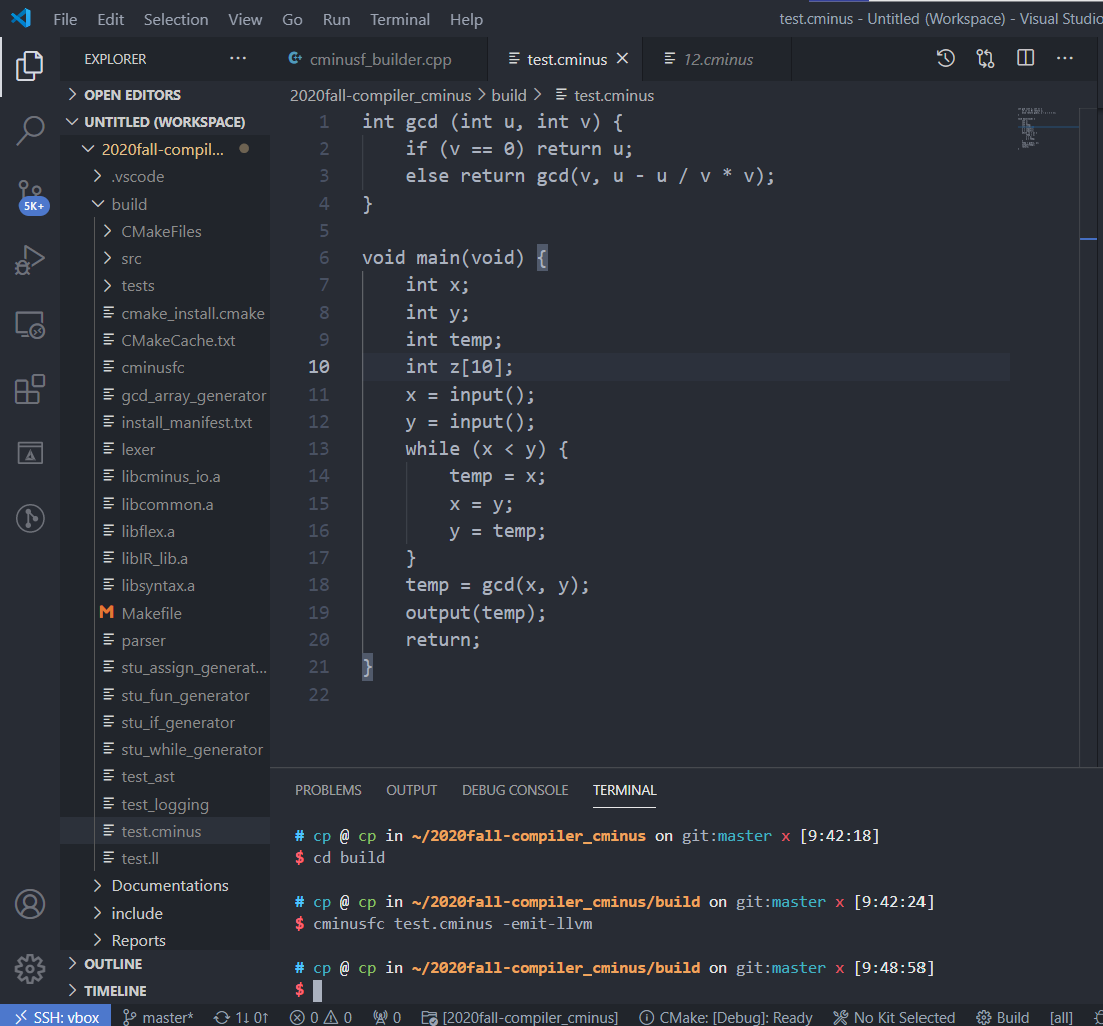 File Edit Selection View Go Run Terminal Help test.cminus - Untitled (Workspace) - Visual Studio
EXPLORER ···
cminusf_builder.cpp test.cminus 12.cminus
OPEN EDITORS
UNTITLED (WORKSPACE)
2020fall-compil...
.vscode
build
CMakeFiles
src
tests
cmake_install.cmake
CMakeCache.txt
cminusfc
gcd_array_generator
install_manifest.txt
lexer
libcminus_io.a
libcommon.a
libflex.a
libIR_lib.a
libsyntax.a
Makefile
parser
stu_assign_generat...
stu_fun_generator
stu_if_generator
stu_while_generator
test_ast
test_logging
test.cminus
test.ll
Documentations
include
Reports
OUTLINE
TIMELINE
5K+
2020fall-compiler_cminus > build > test.cminus
1 int gcd (int u, int v) {
2 if (v == 0) return u;
3 else return gcd(v, u - u / v * v);
4 }
5
6 void main(void) {
7 int x;
8 int y;
9 int temp;
10 int z[10];
11 x = input();
12 y = input();
13 while (x < y) {
14 temp = x;
15 x = y;
16 y = temp;
17 }
18 temp = gcd(x, y);
19 output(temp);
20 return;
21 }
22
PROBLEMS OUTPUT DEBUG CONSOLE TERMINAL
# cp @ cp in ~/2020fall-compiler_cminus on git:master x [9:42:18]
$ cd build
# cp @ cp in ~/2020fall-compiler_cminus/build on git:master x [9:42:24]
$ cminusfc test.cminus -emit-llvm
# cp @ cp in ~/2020fall-compiler_cminus/build on git:master x [9:48:58]
$
SSH: vbox master* 1↓ 0↑ 0 0 0 [2020fall-compiler_cminus] CMake: [Debug]: Ready No Kit Selected Build [all]